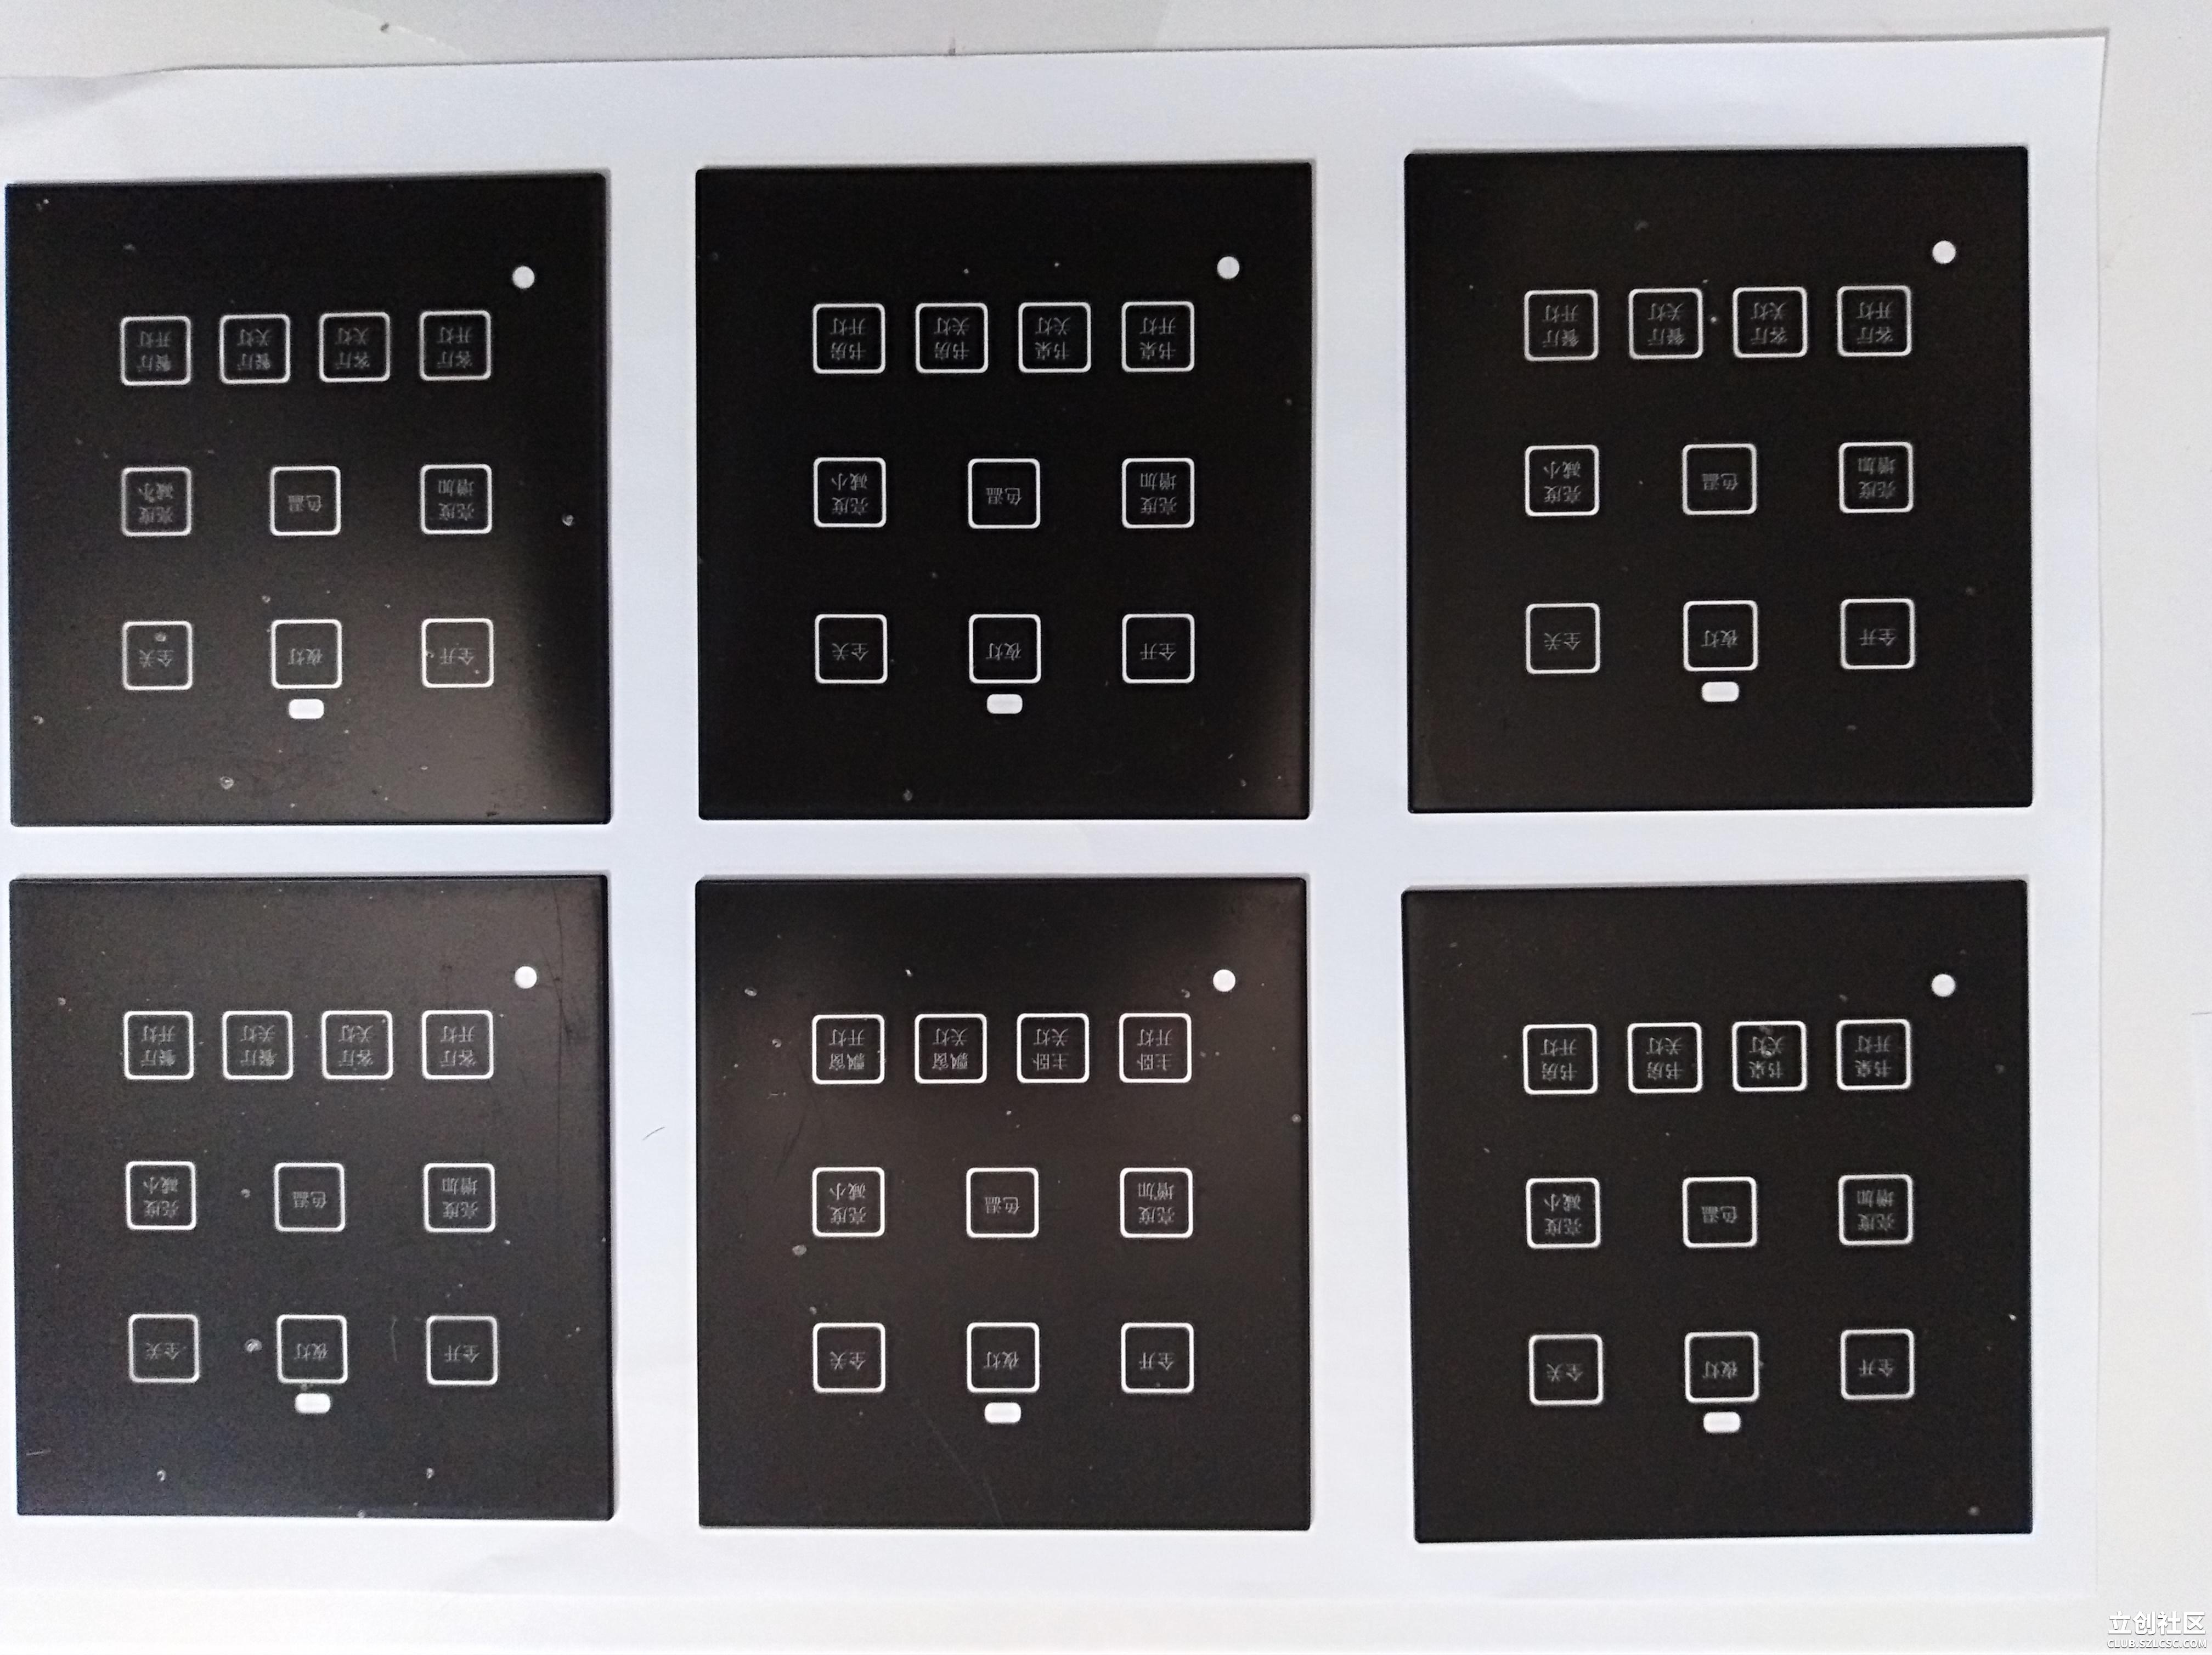 全开
夜灯
全关
亮度
增加
色温
亮度
减小
客厅
开灯
客厅
关灯
餐厅
关灯
餐厅
开灯
全开
夜灯
全关
亮度
增加
色温
亮度
减小
书桌
开灯
书桌
关灯
书房
关灯
书房
开灯
全开
夜灯
全关
亮度
增加
色温
亮度
减小
客厅
开灯
客厅
关灯
餐厅
关灯
餐厅
开灯
全开
夜灯
全关
亮度
增加
色温
亮度
减小
客厅
开灯
客厅
关灯
餐厅
关灯
餐厅
开灯
全开
夜灯
全关
亮度
增加
色温
亮度
减小
主卧
开灯
主卧
关灯
飘窗
关灯
飘窗
开灯
全开
夜灯
全关
亮度
增加
色温
亮度
减小
书桌
开灯
书桌
关灯
书房
关灯
书房
开灯
立创社区
CLUB.SZLCSC.COM